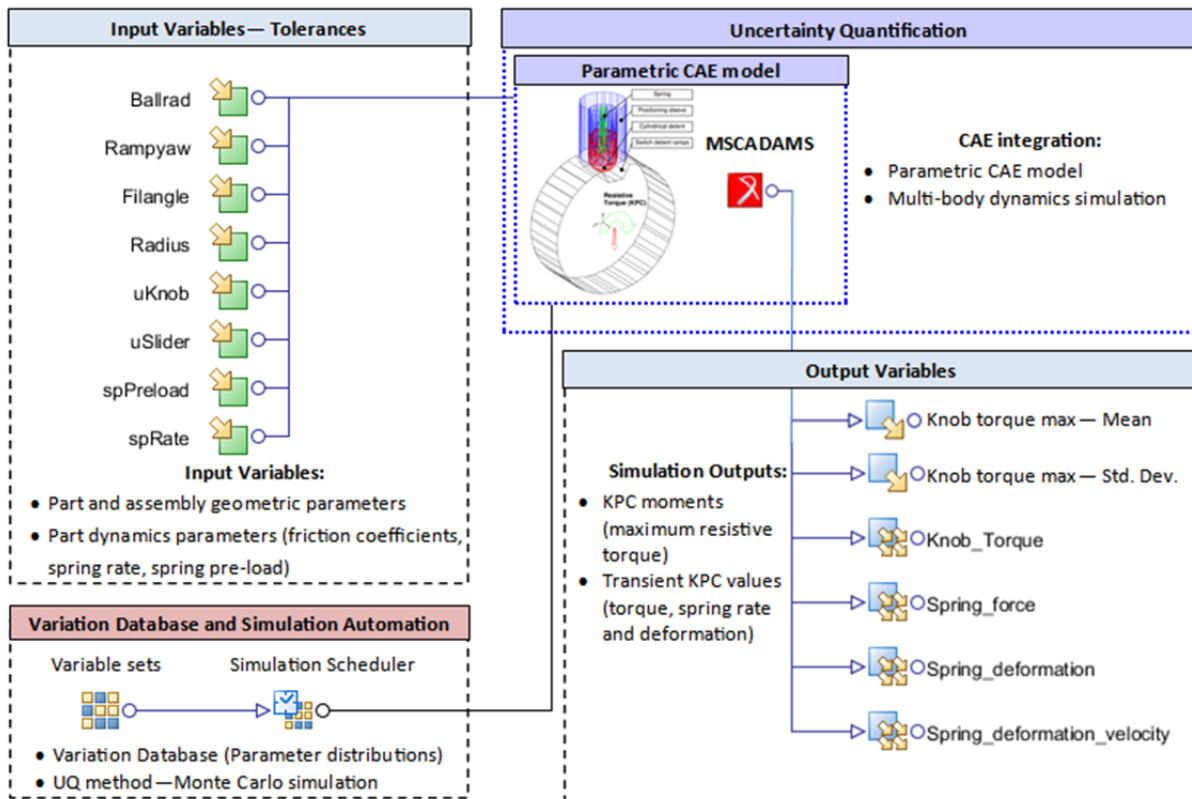 Input Variables— Tolerances
Ballrad
Rampyaw
Filangle
Radius
uKnob
uSlider
spPreload
spRate
Input Variables:
● Part and assembly geometric parameters
● Part dynamics parameters (friction coefficients,
spring rate, spring pre-load)
Variation Database and Simulation Automation
Variable sets
Simulation Scheduler
● Variation Database (Parameter distributions)
● UQ method —Monte Carlo simulation
Uncertainty Quantification
Parametric CAE model
Spring
Positioning sleeve
Cylindrical detent
Switch detent ramps
Resistive
Torque (KPC)
MSCADAMS
CAE integration:
● Parametric CAE model
● Multi-body dynamics simulation
Output Variables
Simulation Outputs:
● KPC moments
(maximum resistive
torque)
● Transient KPC values
(torque, spring rate
and deformation)
Knob torque max — Mean
Knob torque max — Std. Dev.
Knob_Torque
Spring_force
Spring_deformation
Spring_deformation_velocity